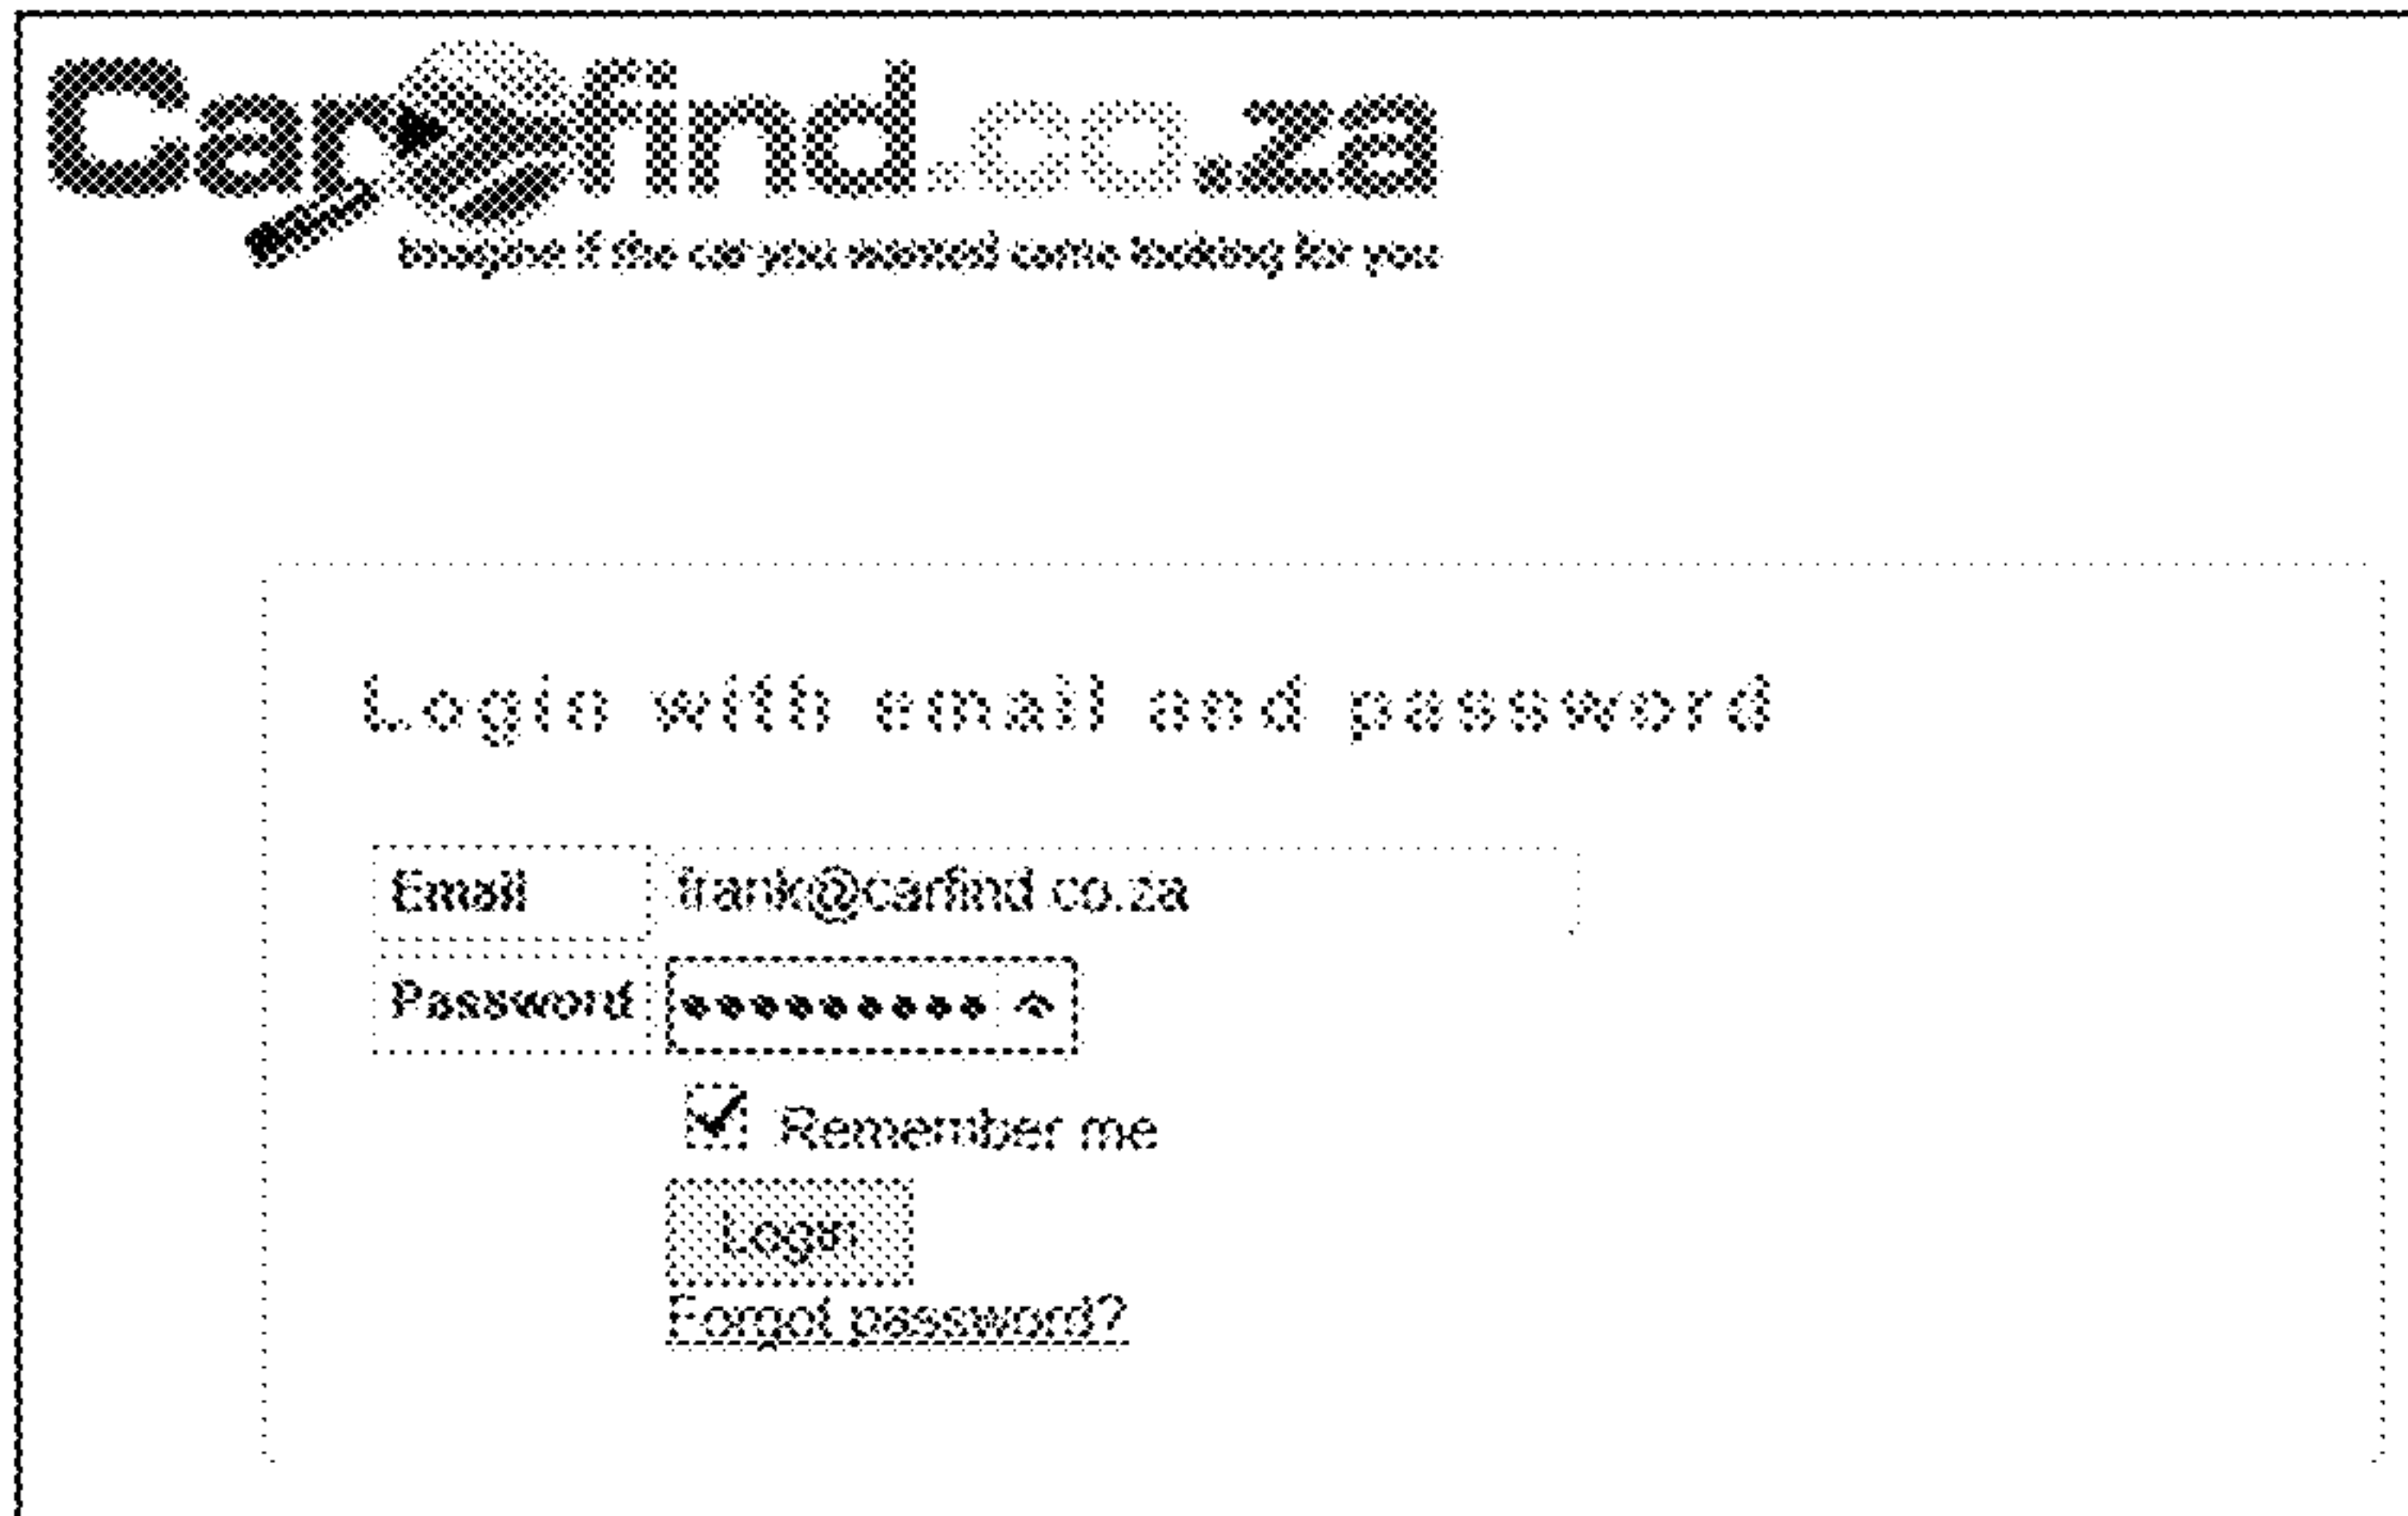 Carfind.co.za
Imagine if the car you wanted came looking for you
Login with email and password
Email frank@carfind.co.za
Password
Remember me
Login
Forgot password?